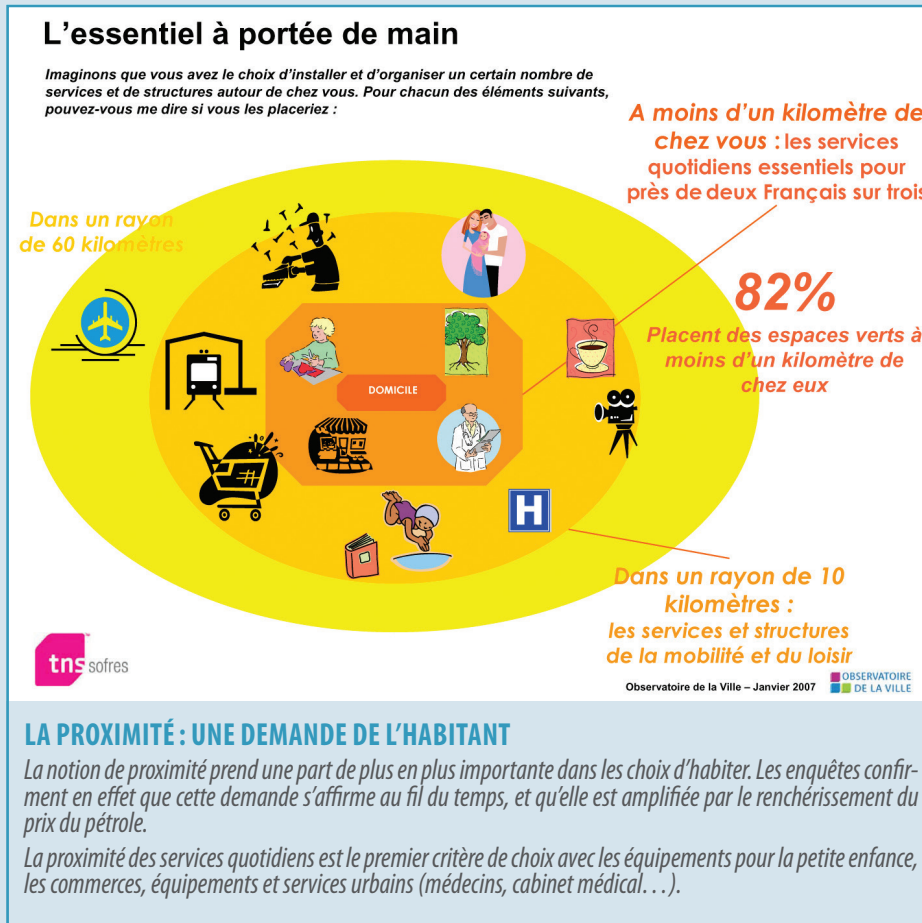 L'essentiel à portée de main
Imaginons que vous avez le choix d'installer et d'organiser un certain nombre de
services et de structures autour de chez vous. Pour chacun des éléments suivants,
pouvez-vous me dire si vous les placeriez :
A moins d'un kilomètre de
chez vous : les services
quotidiens essentiels pour
près de deux Français sur trois
Dans un rayon
de 60 kilomètres
82%
Placent des espaces verts à
moins d'un kilomètre de
chez eux
DOMICILE
H
Dans un rayon de 10
kilomètres :
les services et structures
de la mobilité et du loisir
tns sofres
Observatoire de la Ville – Janvier 2007
OBSERVATOIRE
DE LA VILLE
LA PROXIMITÉ : UNE DEMANDE DE L'HABITANT
La notion de proximité prend une part de plus en plus importante dans les choix d'habiter. Les enquêtes confir-
ment en effet que cette demande s'affirme au fil du temps, et qu'elle est amplifiée par le renchérissement du
prix du pétrole.
La proximité des services quotidiens est le premier critère de choix avec les équipements pour la petite enfance,
les commerces, équipements et services urbains (médecins, cabinet médical…).